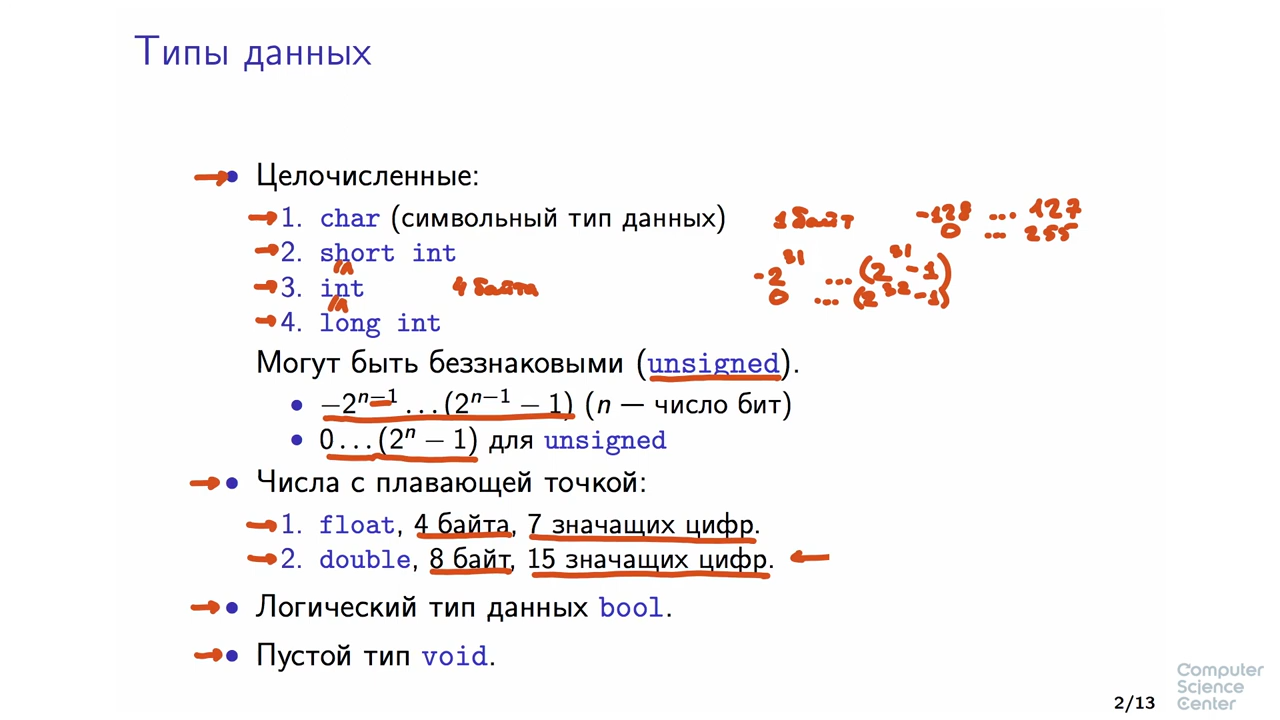 Типы данных
Целочисленные:
1. char (символьный тип данных) 1 байт -128 ... 127
0 ... 255
2. short int
/\
-2^31 ... (2^31 - 1)
3. int 4 байта
0 ... (2^32 - 1)
/\
4. long int
Могут быть беззнаковыми (unsigned).
• −2^n−1 ... (2^n−1 − 1) (n — число бит)
• 0 ... (2^n − 1) для unsigned
• Числа с плавающей точкой:
1. float, 4 байта, 7 значащих цифр.
2. double, 8 байт, 15 значащих цифр.
• Логический тип данных bool.
• Пустой тип void.
2/13
Computer
Science
Center